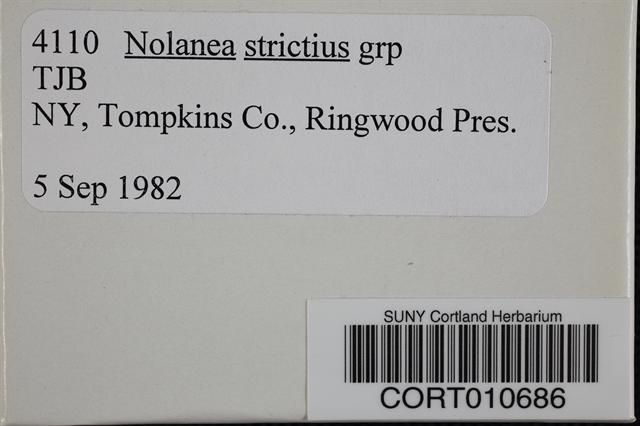 4110 Nolanea strictius grp
TJB
NY, Tompkins Co., Ringwood Pres.
5 Sep 1982
SUNY Cortland Herbarium
CORT010686